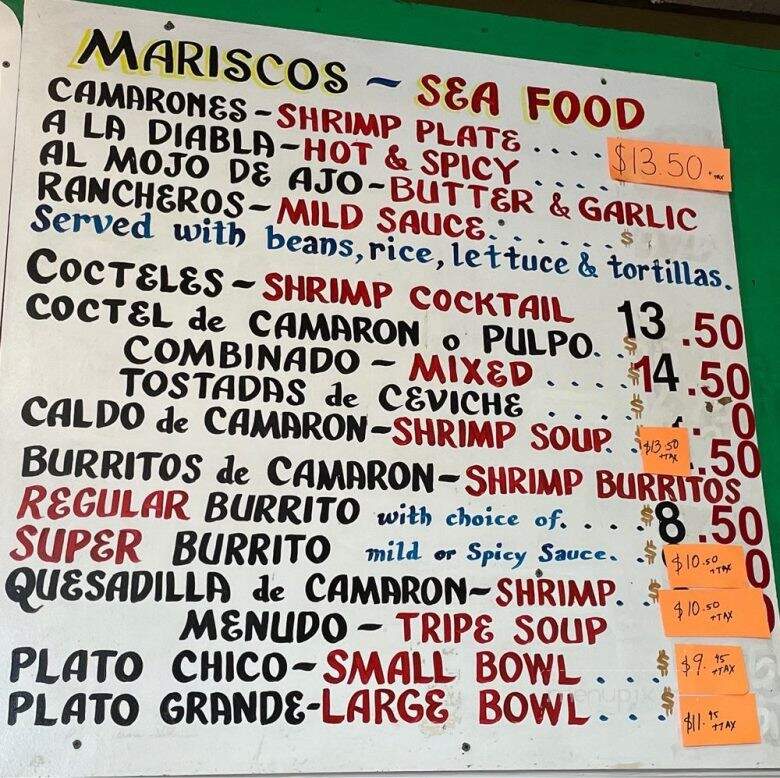 MARISCOS ~ SEA FOOD
CAMARONES - SHRIMP PLATE . . . . $13.50 +TAX
A LA DIABLA - HOT & SPICY . . . .
AL MOJO DE AJO - BUTTER & GARLIC
RANCHEROS - MILD SAUCE. . . . . . . $
Served with beans, rice, lettuce & tortillas.
COCTELES ~ SHRIMP COCKTAIL
COCTEL de CAMARON o PULPO. $ 13.50
COMBINADO - MIXED . . . . $14.50
TOSTADAS de CEVICHE . . . . $ . 0
CALDO de CAMARON - SHRIMP SOUP. $13.50 +TAX .50
BURRITOS de CAMARON - SHRIMP BURRITOS
REGULAR BURRITO with choice of. . . . $8.50
SUPER BURRITO mild or Spicy Sauce. . $ $10.50 +TAX 0
QUESADILLA de CAMARON - SHRIMP. . $ $10.50 +TAX
MENUDO - TRIPE SOUP
PLATO CHICO - SMALL BOWL . . . $ $9.95 +TAX
PLATO GRANDE - LARGE BOWL . . . $ $11.95 +TAX